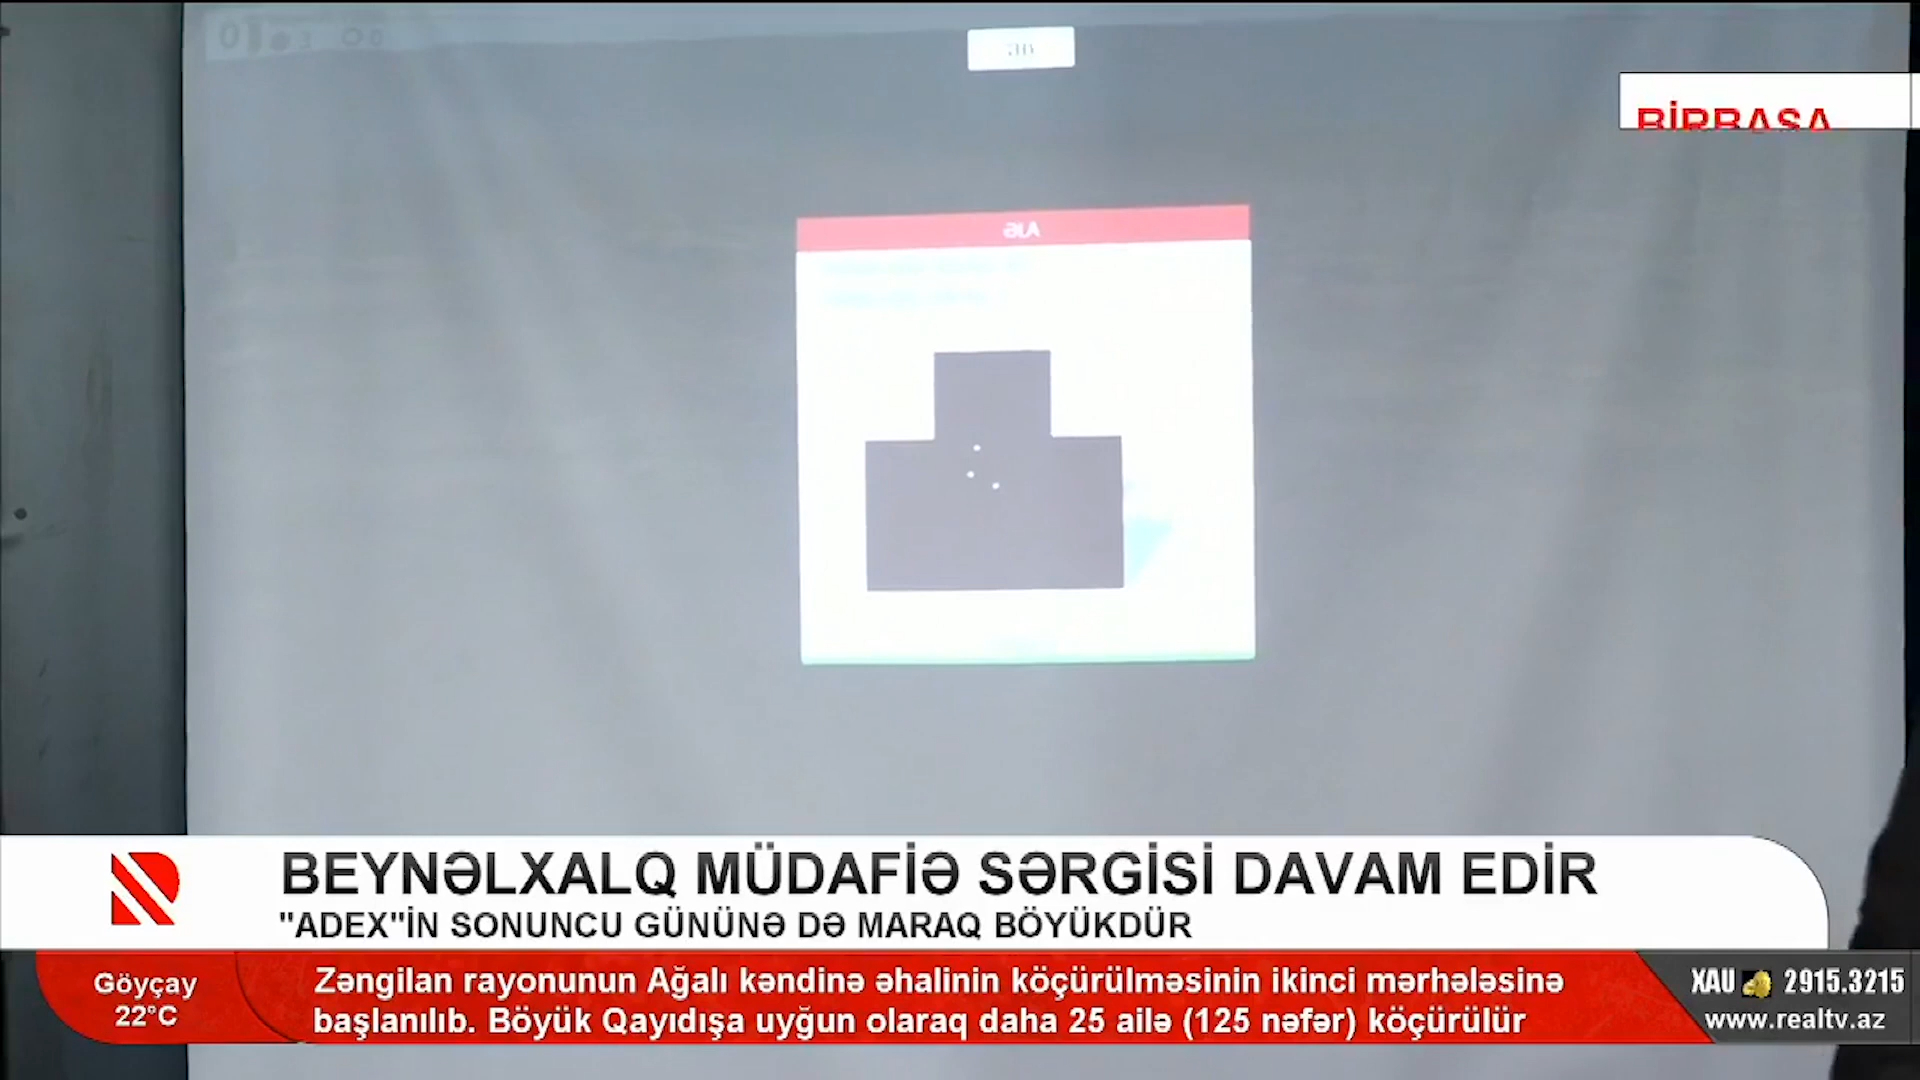 BİRBAŞA
ƏLA
BEYNƏLXALQ MÜDAFİƏ SƏRGİSİ DAVAM EDİR
"ADEX"İN SONUNCU GÜNÜNƏ DƏ MARAQ BÖYÜKDÜR
Göyçay
22°C
Zəngilan rayonunun Ağalı kəndinə əhalinin köçürülməsinin ikinci mərhələsinə
başlanılıb. Böyük Qayıdışa uyğun olaraq daha 25 ailə (125 nəfər) köçürülür
XAU 2915.3215
www.realtv.az